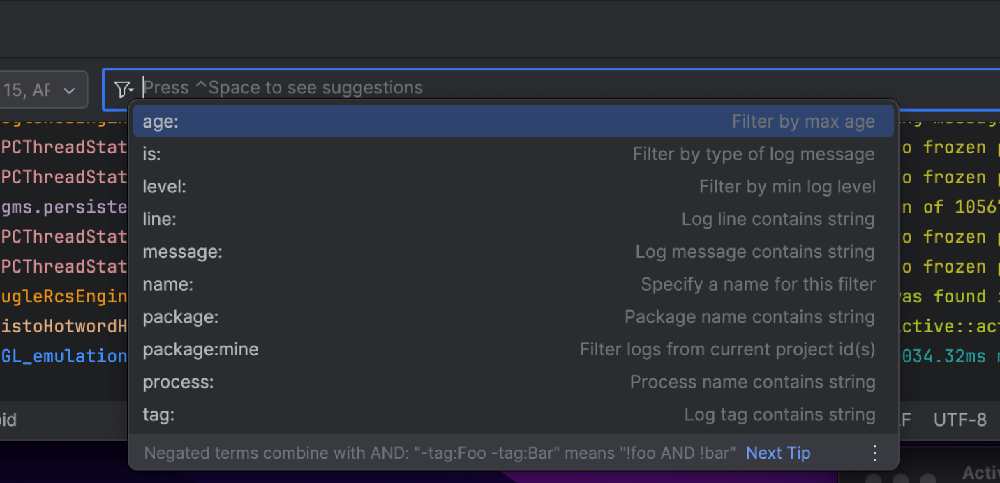 15, AF
Press ^Space to see suggestions
age: Filter by max age
is: Filter by type of log message
level: Filter by min log level
line: Log line contains string
message: Log message contains string
name: Specify a name for this filter
package: Package name contains string
package:mine Filter logs from current project id(s)
process: Process name contains string
tag: Log tag contains string
Negated terms combine with AND: "-tag:Foo -tag:Bar" means "!foo AND !bar" Next Tip
PCThreadStat o frozen
PCThreadStat o frozen
gms.persiste n of 1056
PCThreadStat o frozen
PCThreadStat o frozen
ugleRcsEngin was found
istoHotwordH ctive::ac
GL_emulation 034.32ms
oid
F UTF-8
Activ